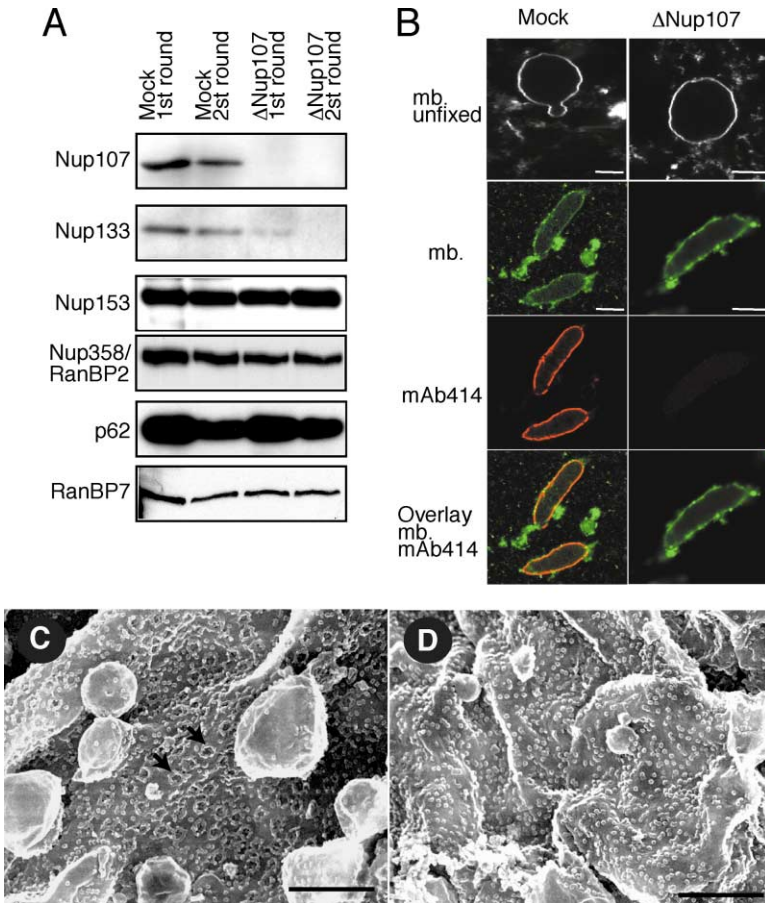 A
Mock
1st round
Mock
2st round
ΔNup107
1st round
ΔNup107
2st round
Nup107
Nup133
Nup153
Nup358/
RanBP2
p62
RanBP7
B
Mock
ΔNup107
mb.
unfixed
mb.
mAb414
Overlay
mb.
mAb414
C
D